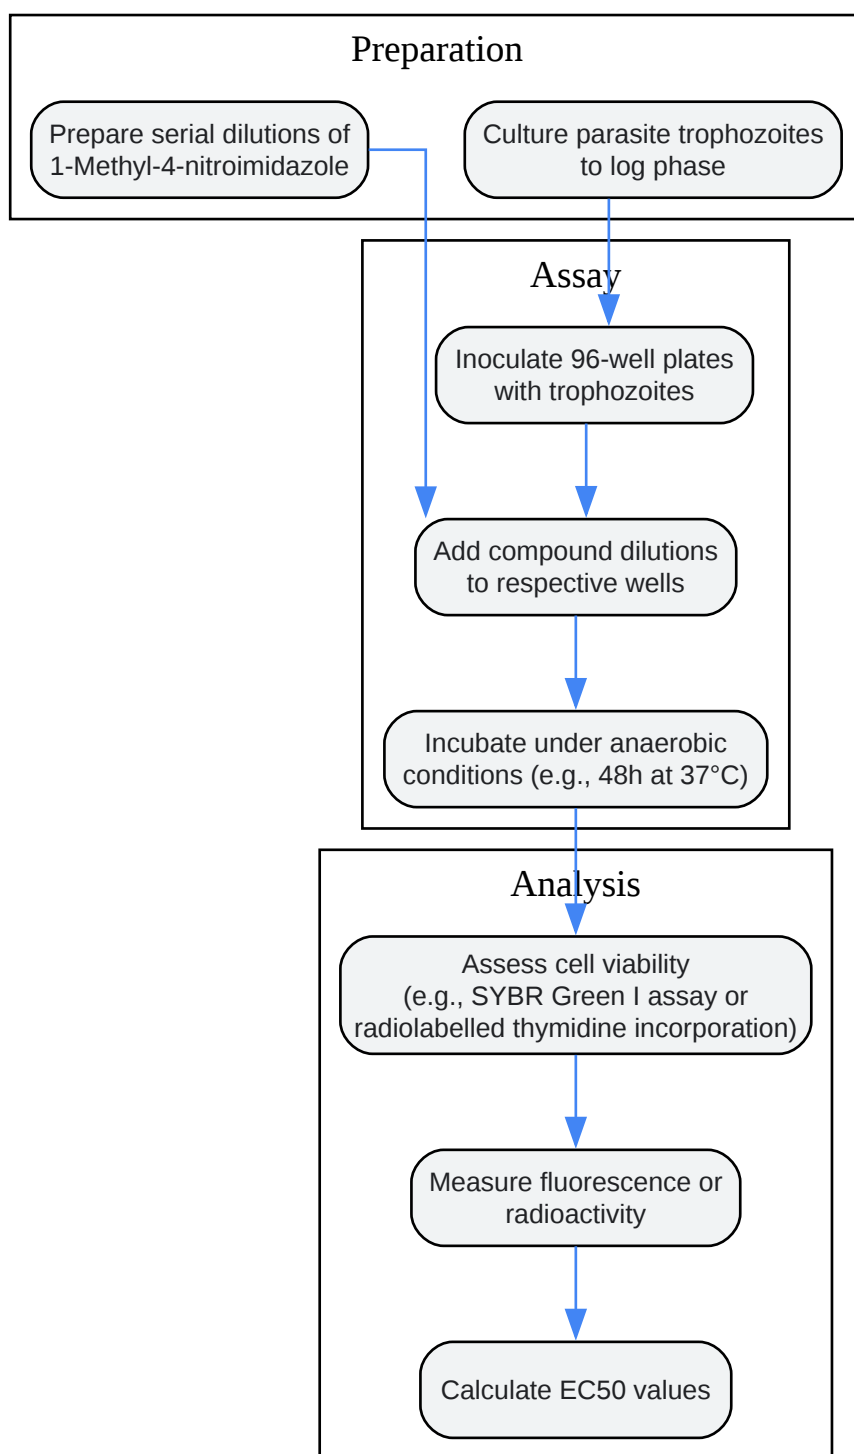 Preparation
Prepare serial dilutions of
1-Methyl-4-nitroimidazole
Culture parasite trophozoites
to log phase
Assay
Inoculate 96-well plates
with trophozoites
Add compound dilutions
to respective wells
Incubate under anaerobic
conditions (e.g., 48h at 37°C)
Analysis
Assess cell viability
(e.g., SYBR Green I assay or
radiolabelled thymidine incorporation)
Measure fluorescence or
radioactivity
Calculate EC50 values